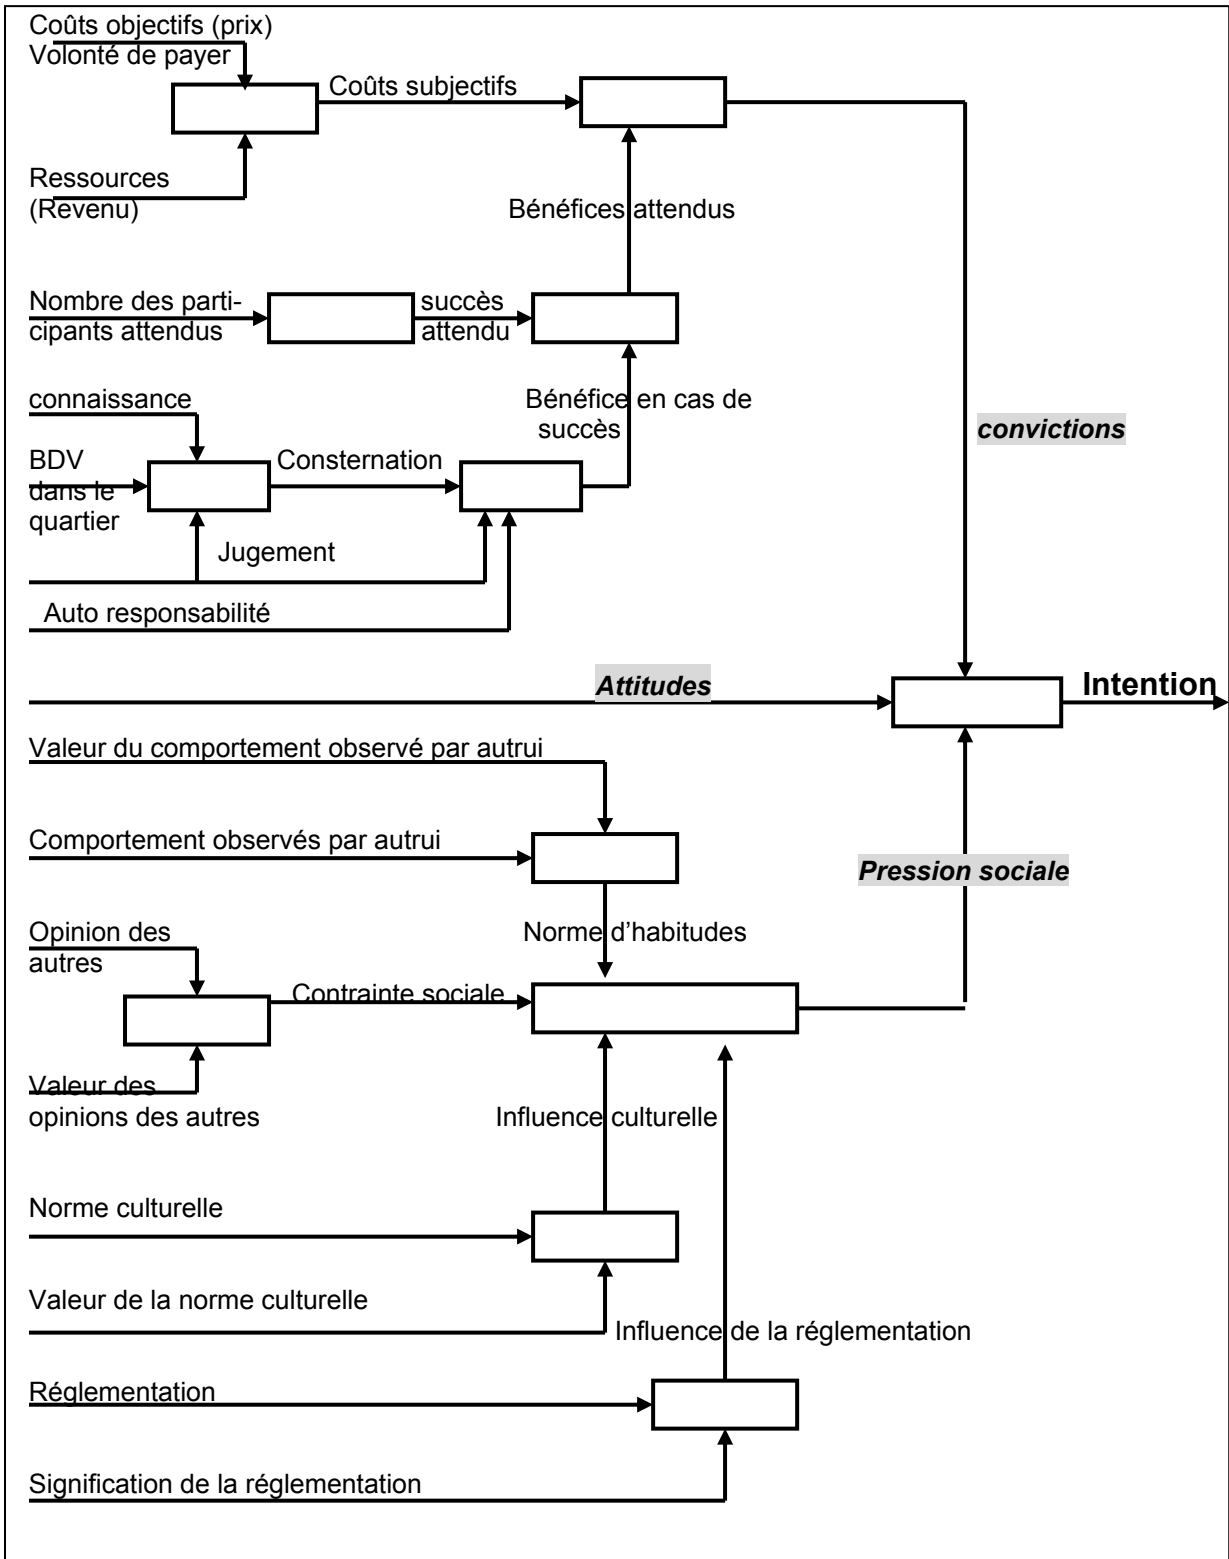 Coûts objectifs (prix)
Volonté de payer
Coûts subjectifs
Ressources
(Revenu)
Bénéfices attendus
Nombre des parti-
cipants attendus
succès
attendu
connaissance
Bénéfice en cas de
succès
convictions
BDV
dans le
quartier
Consternation
Jugement
Auto responsabilité
Attitudes
Intention
Valeur du comportement observé par autrui
Comportement observés par autrui
Pression sociale
Opinion des
autres
Norme d’habitudes
Contrainte sociale
Valeur des
opinions des autres
Influence culturelle
Norme culturelle
Valeur de la norme culturelle
Influence de la réglementation
Réglementation
Signification de la réglementation